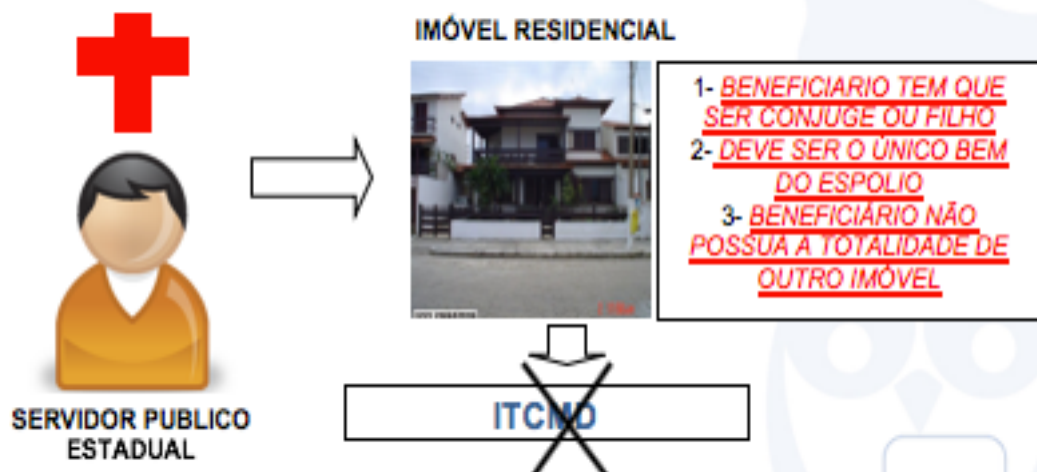 IMÓVEL RESIDENCIAL
1- BENEFICIARIO TEM QUE
SER CONJUGE OU FILHO
2- DEVE SER O ÚNICO BEM
DO ESPOLIO
3- BENEFICIÁRIO NÃO
POSSUA A TOTALIDADE DE
OUTRO IMÓVEL
ITCMD
SERVIDOR PUBLICO
ESTADUAL